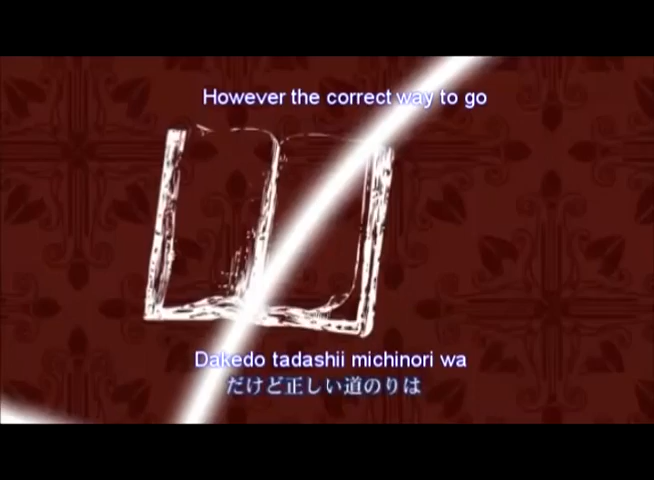 However the correct way to go
Dakedo tadashii michinori wa
だけど正しい道のりは